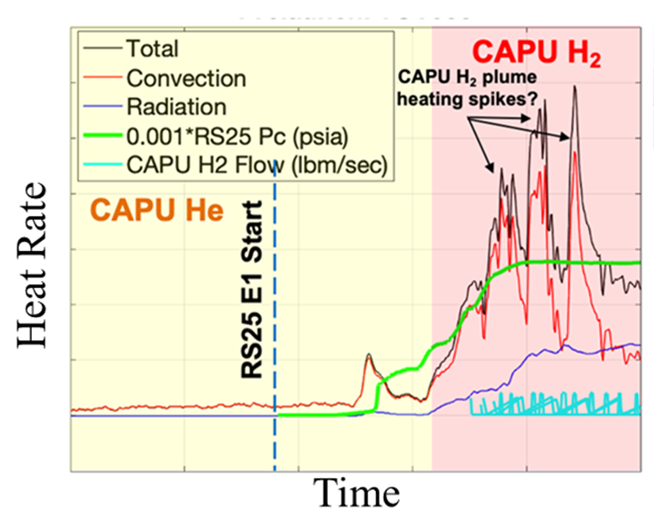 CAPU H₂
Total
Convection
Radiation
0.001*RS25 Pc (psia)
CAPU H2 Flow (lbm/sec)
CAPU H₂ plume
heating spikes?
CAPU He
RS25 E1 Start
Heat Rate
Time